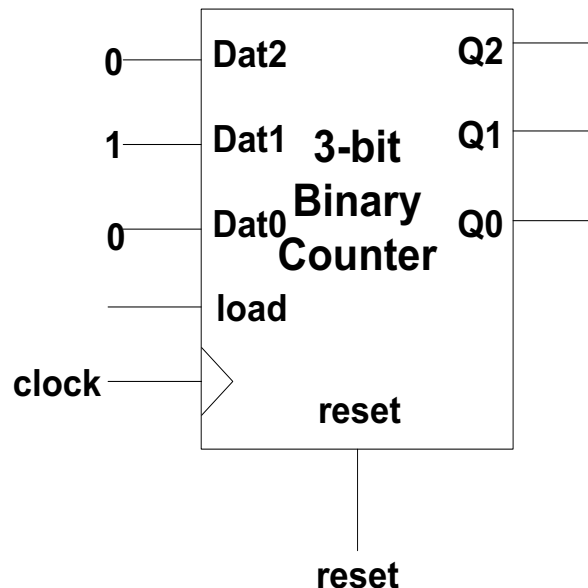 0 Dat2 Q2
1 Dat1 3-bit Q1
Binary
0 Dat0 Q0
Counter
load
clock
reset
reset